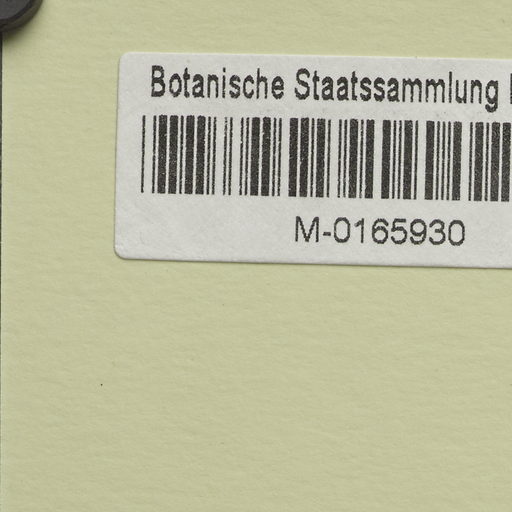 Botanische Staatssammlung
M-0165930